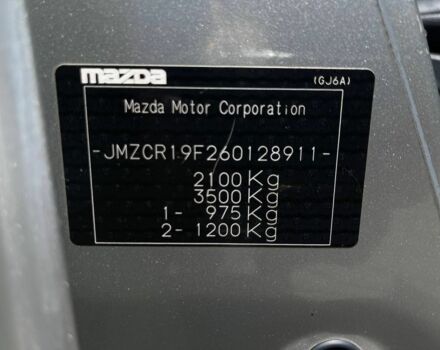 mazda
(GJ6A)
Mazda Motor Corporation
-JMZCR19F260128911-
2100Kg
3500Kg
1- 975Kg
2- 1200Kg